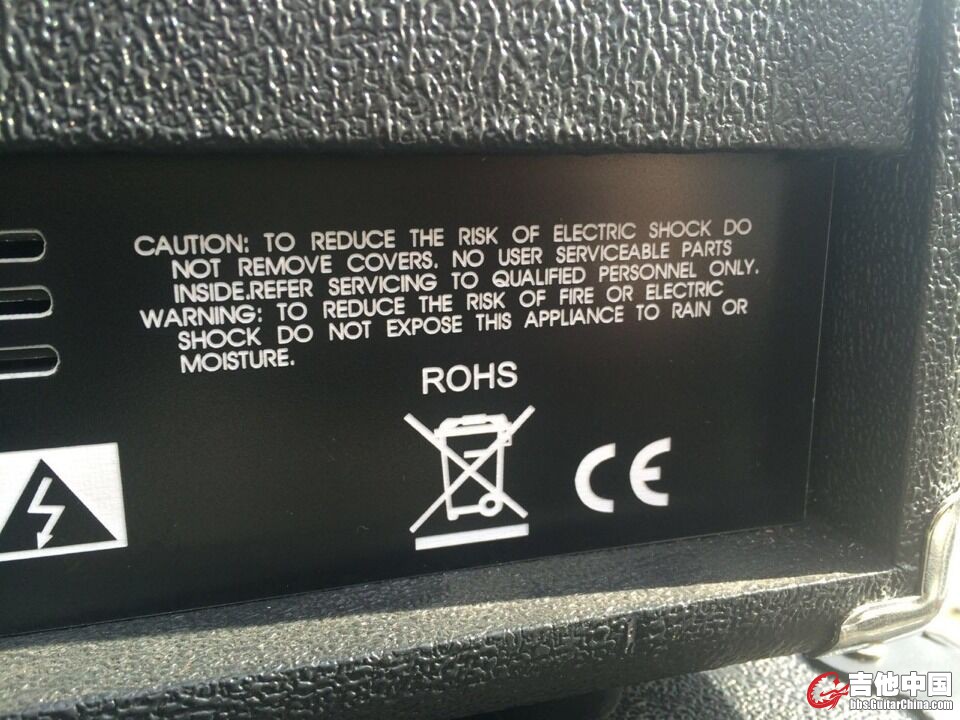 CAUTION: TO REDUCE THE RISK OF ELECTRIC SHOCK DO
NOT REMOVE COVERS. NO USER SERVICEABLE PARTS
INSIDE.REFER SERVICING TO QUALIFIED PERSONNEL ONLY.
WARNING: TO REDUCE THE RISK OF FIRE OR ELECTRIC
SHOCK DO NOT EXPOSE THIS APPLIANCE TO RAIN OR
MOISTURE.
ROHS
CE
吉他中国
bbs.GuitarChina.com